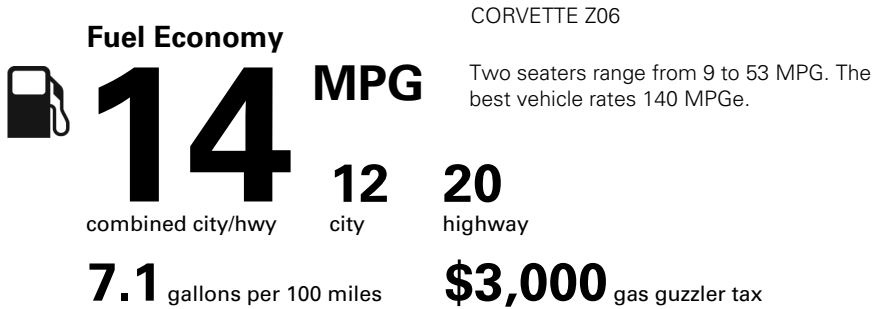 CORVETTE Z06
Fuel Economy
14 MPG
Two seaters range from 9 to 53 MPG. The
best vehicle rates 140 MPGe.
12 20
combined city/hwy city highway
7.1 gallons per 100 miles $3,000 gas guzzler tax